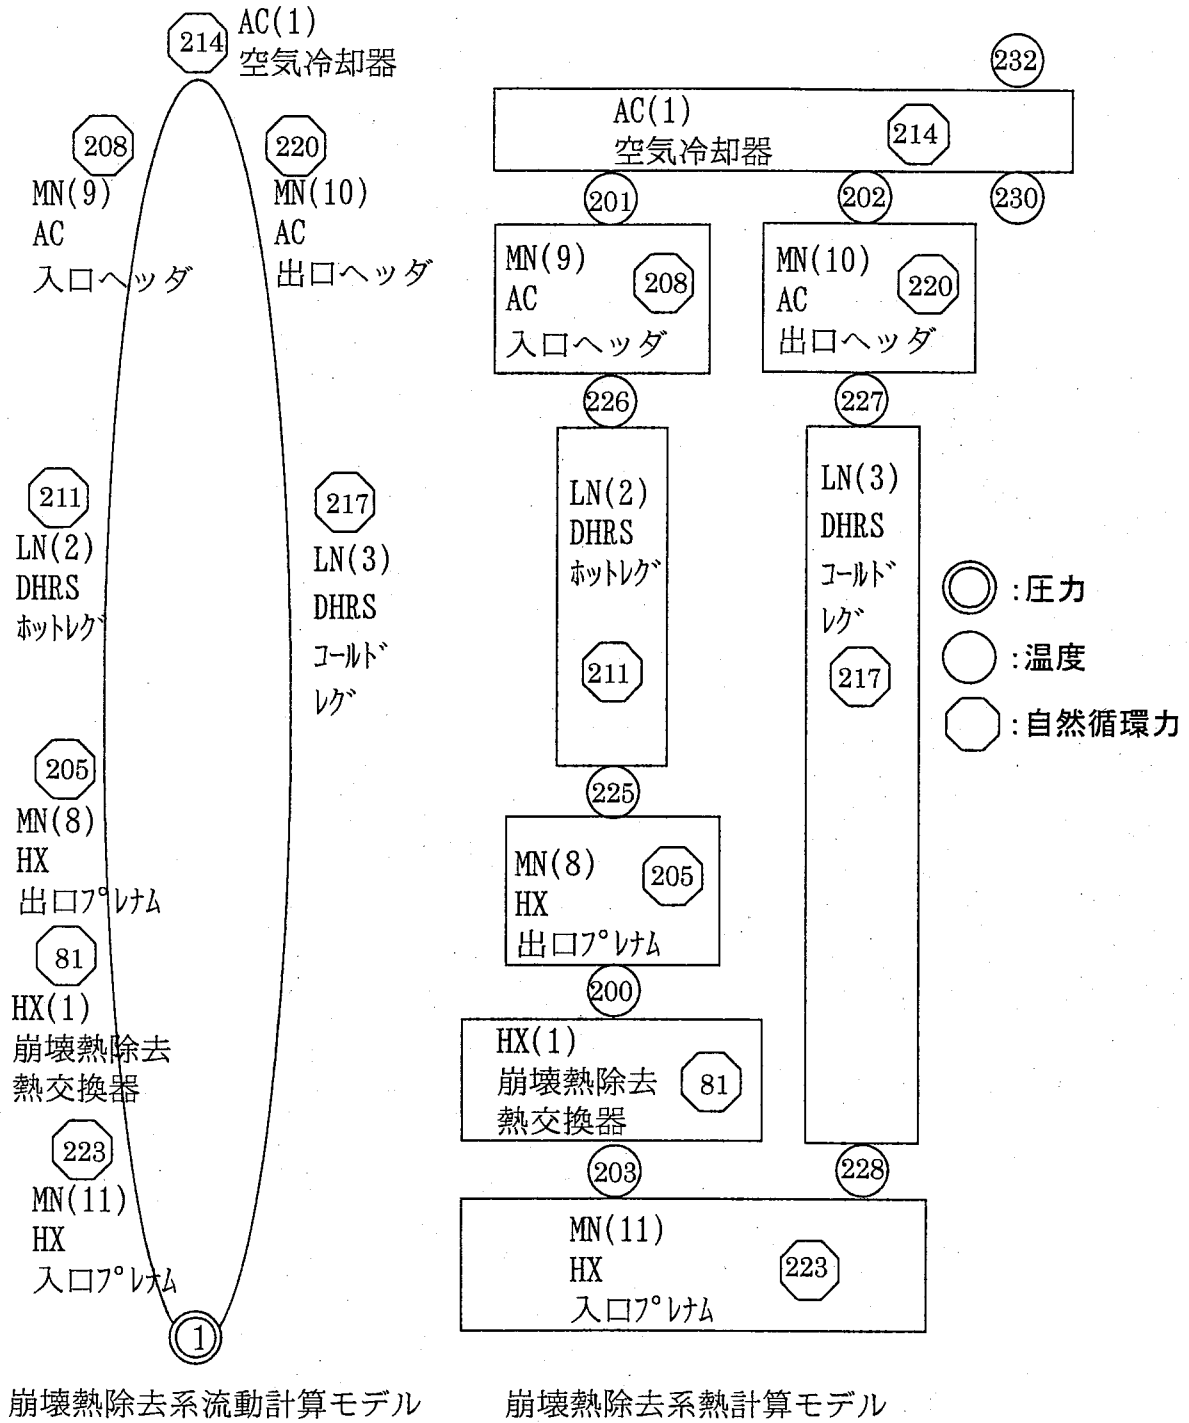 214
AC(1)
空気冷却器
208
MN(9)
AC
入口ヘッダ
220
MN(10)
AC
出口ヘッダ
211
LN(2)
DHRS
ホットレグ
217
LN(3)
DHRS
コールド
レグ
205
MN(8)
HX
出口プレナム
81
HX(1)
崩壊熱除去
熱交換器
223
MN(11)
HX
入口プレナム
1
崩壊熱除去系流動計算モデル
232
AC(1)
空気冷却器
214
201
202
230
MN(9)
AC
入口ヘッダ
208
MN(10)
AC
出口ヘッダ
220
226
227
LN(2)
DHRS
ホットレグ
211
LN(3)
DHRS
コールド
レグ
217
225
MN(8)
HX
出口プレナム
205
200
HX(1)
崩壊熱除去
熱交換器
81
203
228
MN(11)
HX
入口プレナム
223
:圧力
:温度
:自然循環力
崩壊熱除去系熱計算モデル